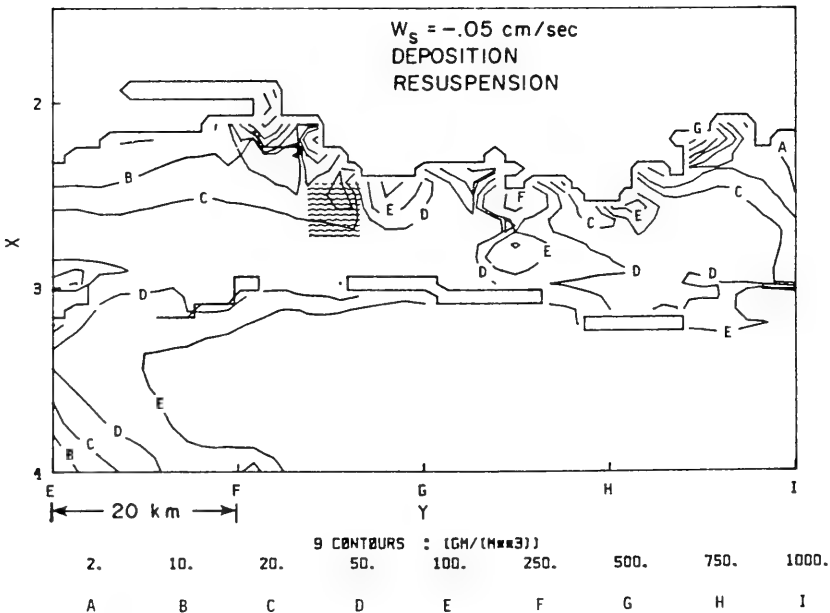 W_s = -.05 cm/sec
DEPOSITION
RESUSPENSION
G
2
A
B
C
E
D
F
C
E
C
X
E
D
D
D
3
D
E
E
D
C
B
4
E F G H I
20 km
Y
9 CONTOURS : [GM/(M**3)]
2. 10. 20. 50. 100. 250. 500. 750. 1000.
A B C D E F G H I